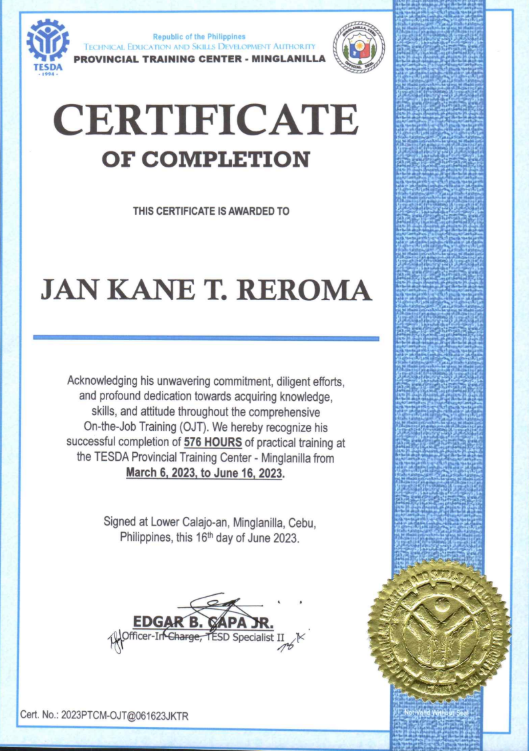 TESDA
- 1994 -
Republic of the Philippines
TECHNICAL EDUCATION AND SKILLS DEVELOPMENT AUTHORITY
PROVINCIAL TRAINING CENTER - MINGLANILLA
CERTIFICATE
OF COMPLETION
THIS CERTIFICATE IS AWARDED TO
JAN KANE T. REROMA
Acknowledging his unwavering commitment, diligent efforts,
and profound dedication towards acquiring knowledge,
skills, and attitude throughout the comprehensive
On-the-Job Training (OJT). We hereby recognize his
successful completion of 576 HOURS of practical training at
the TESDA Provincial Training Center - Minglanilla from
March 6, 2023, to June 16, 2023.
Signed at Lower Calajo-an, Minglanilla, Cebu,
Philippines, this 16th day of June 2023.
EDGAR B. CAPA JR.
Officer-In-Charge, TESD Specialist II
Not Valid Without Seal
Cert. No.: 2023PTCM-OJT@061623JKTR